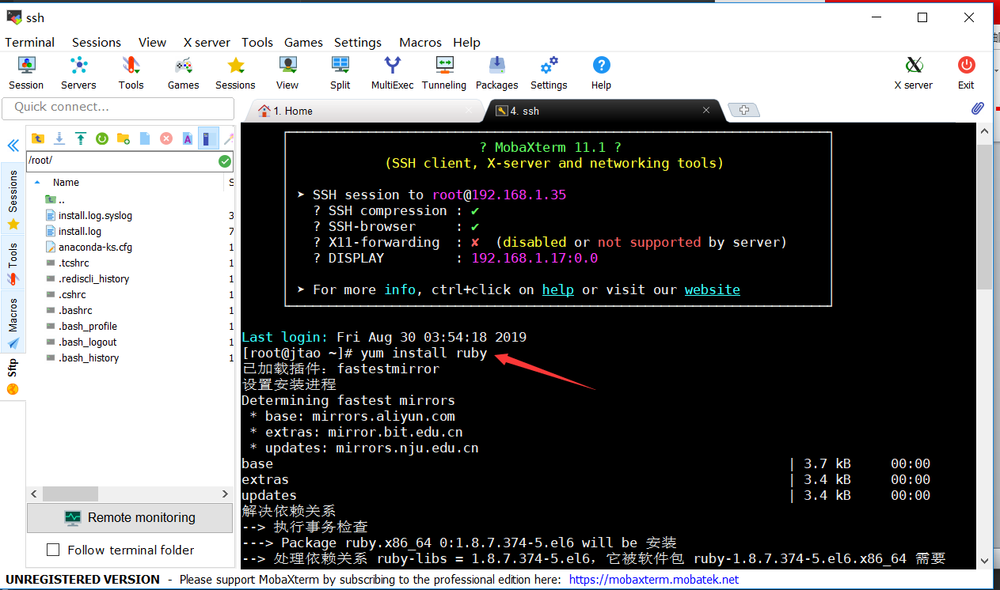 ssh
Terminal Sessions View X server Tools Games Settings Macros Help
Session Servers Tools Games Sessions View Split MultiExec Tunneling Packages Settings Help X server Exit
Quick connect...
1. Home
4. ssh
/root/
Name S
..
install.log.syslog 3
install.log 7
anaconda-ks.cfg 1
.tcshrc 1
.rediscli_history 1
.cshrc 1
.bashrc 1
.bash_profile 1
.bash_logout 1
.bash_history 1
Sessions
Tools
Macros
Sftp
Remote monitoring
Follow terminal folder
? MobaXterm 11.1 ?
(SSH client, X-server and networking tools)
➤ SSH session to root@192.168.1.35
? SSH compression : ✔
? SSH-browser : ✔
? X11-forwarding : ✘ (disabled or not supported by server)
? DISPLAY : 192.168.1.17:0.0
➤ For more info, ctrl+click on help or visit our website
Last login: Fri Aug 30 03:54:18 2019
[root@jtao ~]# yum install ruby
已加载插件：fastestmirror
设置安装进程
Determining fastest mirrors
* base: mirrors.aliyun.com
* extras: mirror.bit.edu.cn
* updates: mirrors.nju.edu.cn
base | 3.7 kB 00:00
extras | 3.4 kB 00:00
updates | 3.4 kB 00:00
解决依赖关系
--> 执行事务检查
---> Package ruby.x86_64 0:1.8.7.374-5.el6 will be 安装
--> 处理依赖关系 ruby-libs = 1.8.7.374-5.el6，它被软件包 ruby-1.8.7.374-5.el6.x86_64 需要
UNREGISTERED VERSION - Please support MobaXterm by subscribing to the professional edition here: https://mobaxterm.mobatek.net